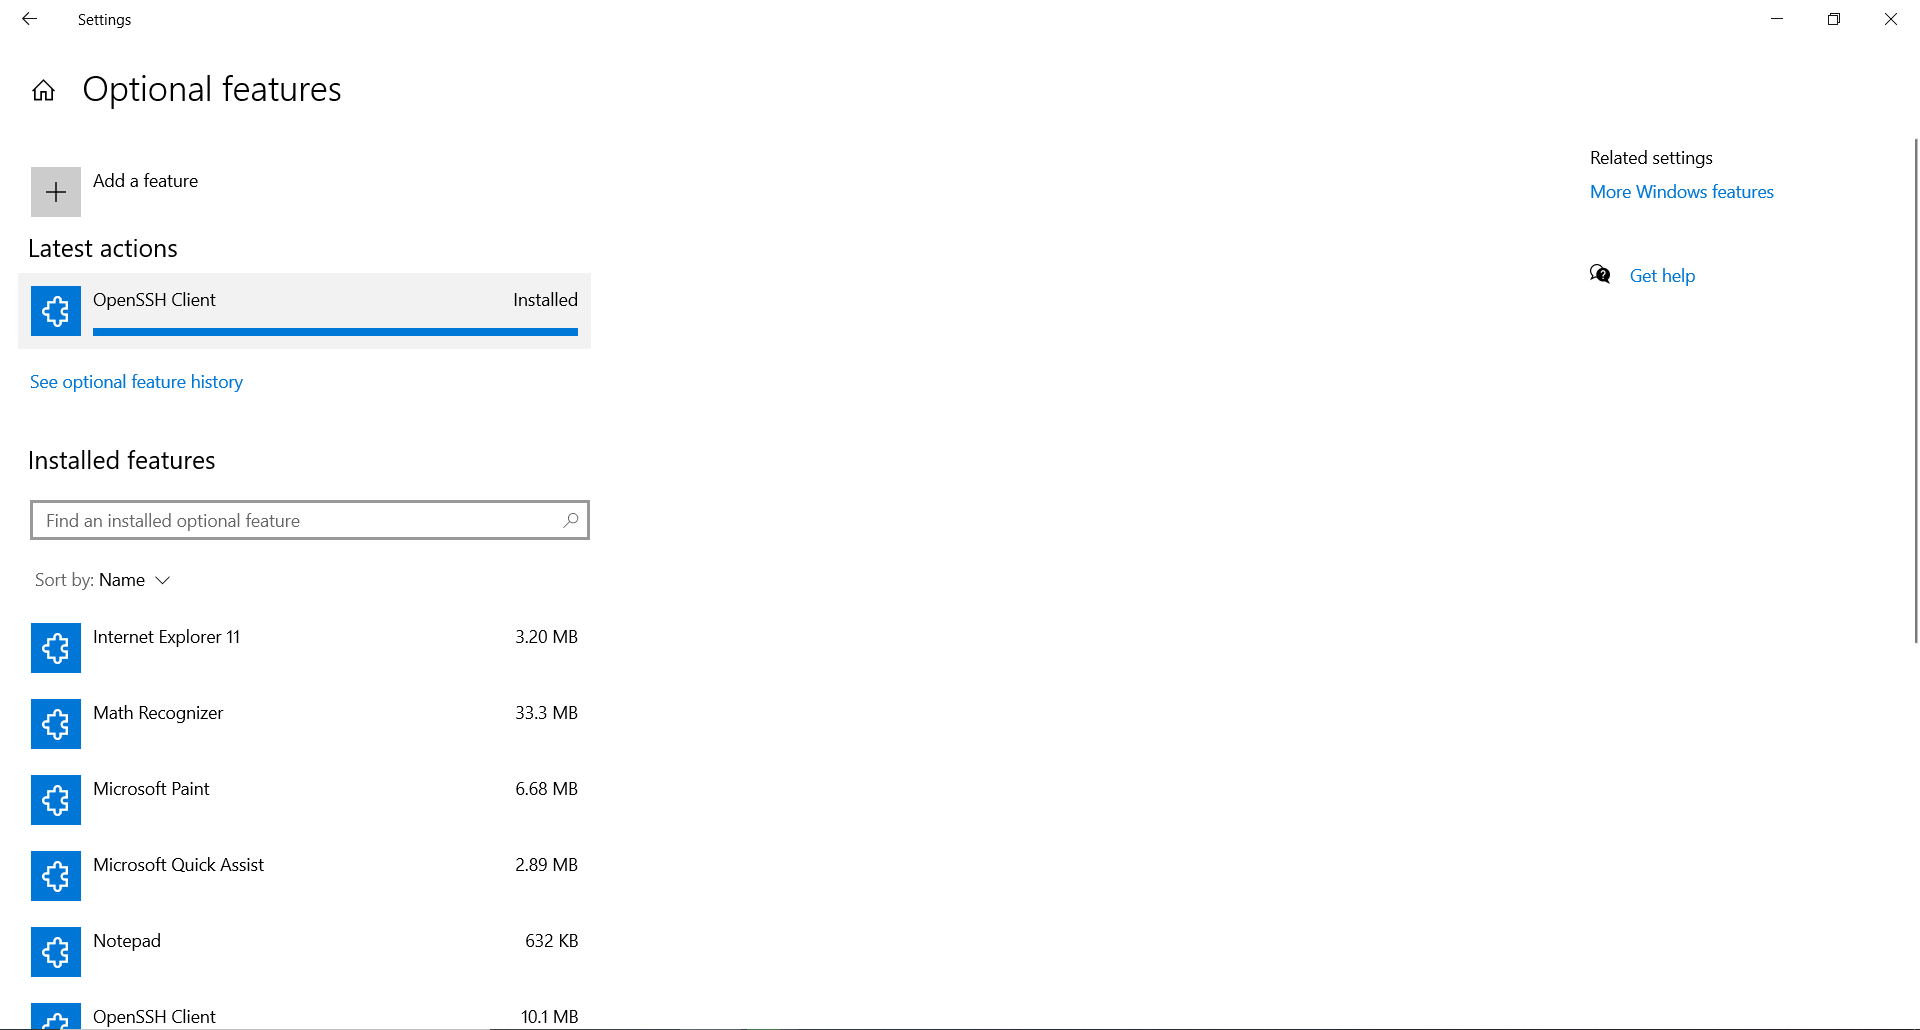 Settings
Optional features
Add a feature
Latest actions
OpenSSH Client Installed
See optional feature history
Installed features
Find an installed optional feature
Sort by: Name
Internet Explorer 11 3.20 MB
Math Recognizer 33.3 MB
Microsoft Paint 6.68 MB
Microsoft Quick Assist 2.89 MB
Notepad 632 KB
OpenSSH Client 10.1 MB
Related settings
More Windows features
Get help